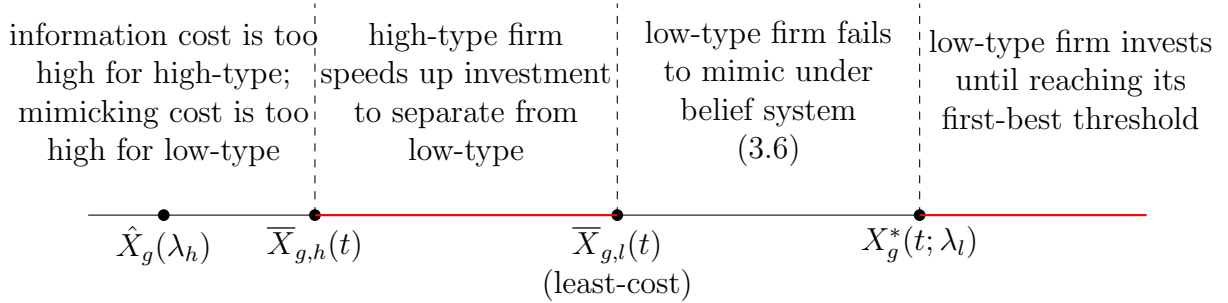 information cost is too
high for high-type;
mimicking cost is too
high for low-type
high-type firm
speeds up investment
to separate from
low-type
low-type firm fails
to mimic under
belief system
(3.6)
low-type firm invests
until reaching its
first-best threshold
X̂_g(λ_h)
X̅_{g,h}(t)
X̅_{g,l}(t)
(least-cost)
X_g^*(t; λ_l)